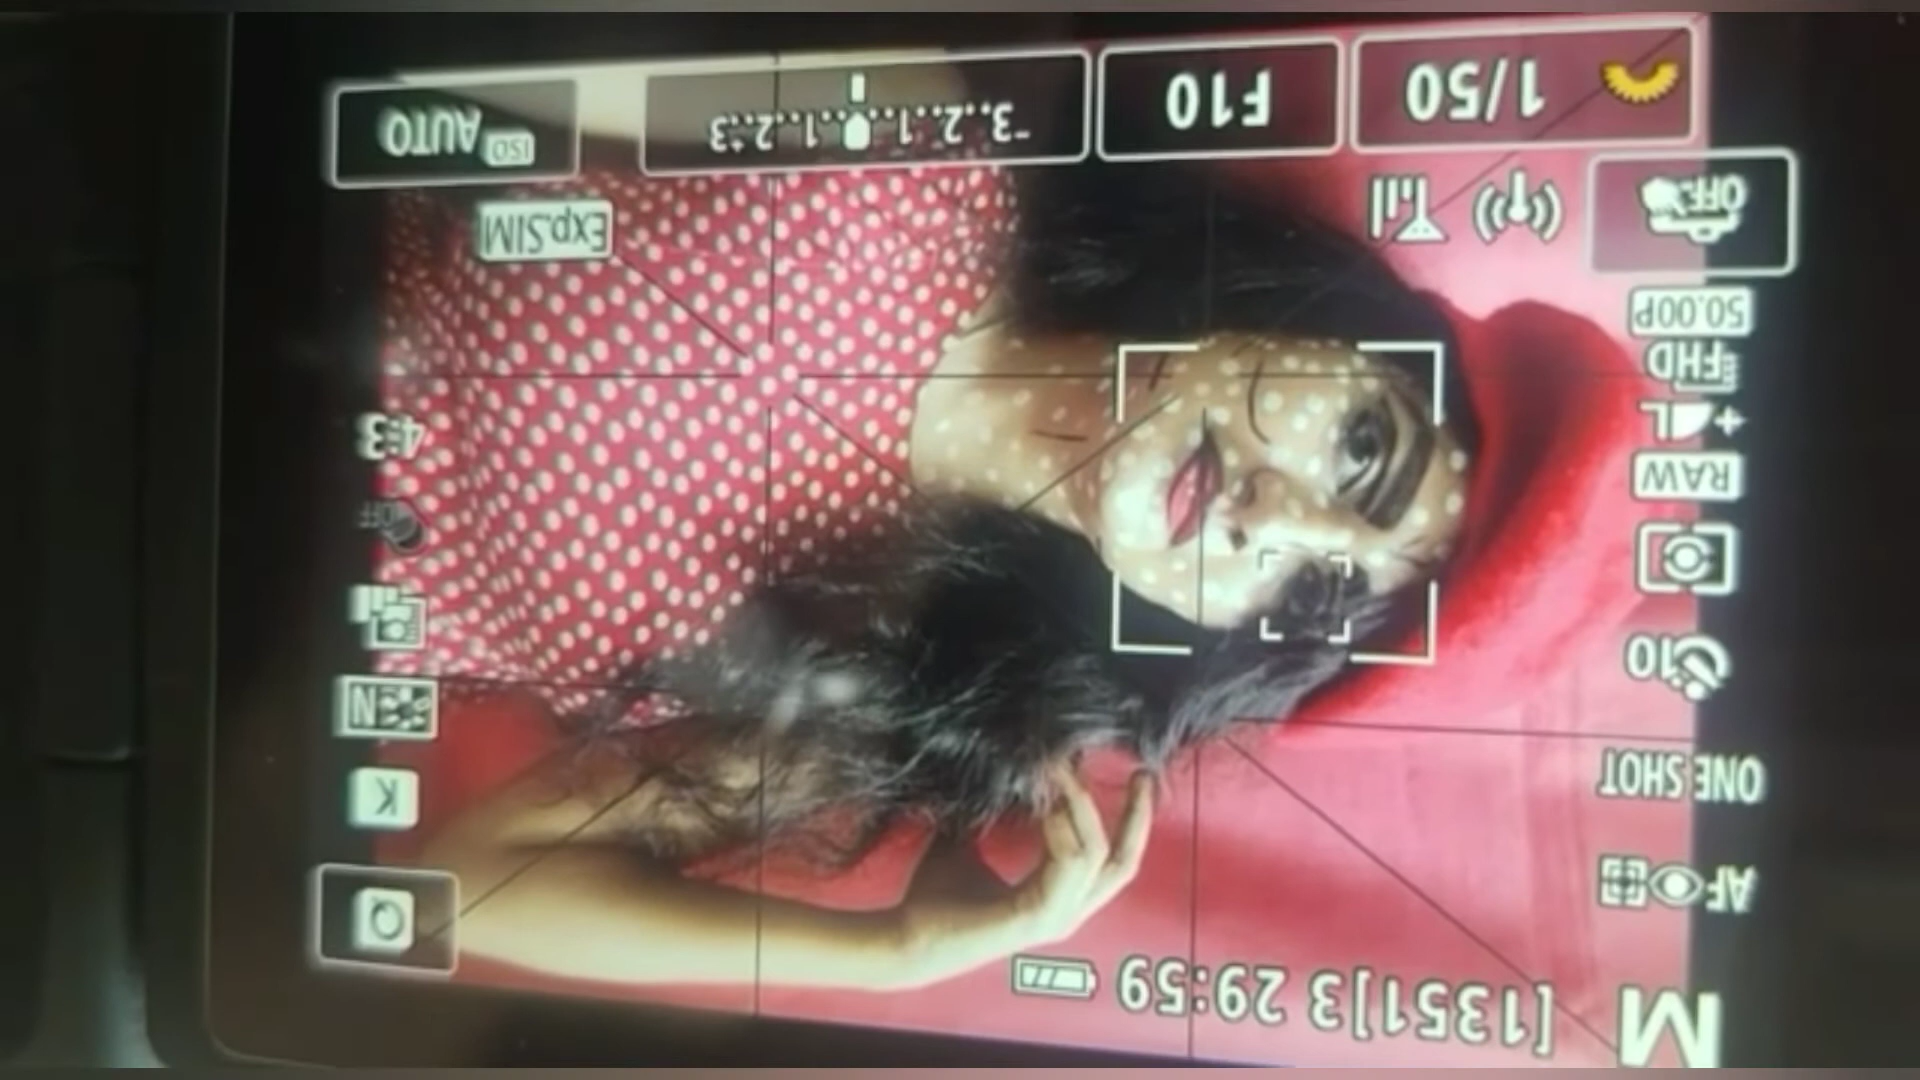 M [1351]3 29:59
AF
ONE SHOT
10
RAW
+L
FHD
50.00P
OFF
Q
K
N
OFF
4:3
Exp.SIM
1/50 F10 -3..2..1..0..1..2..+3 ISO AUTO